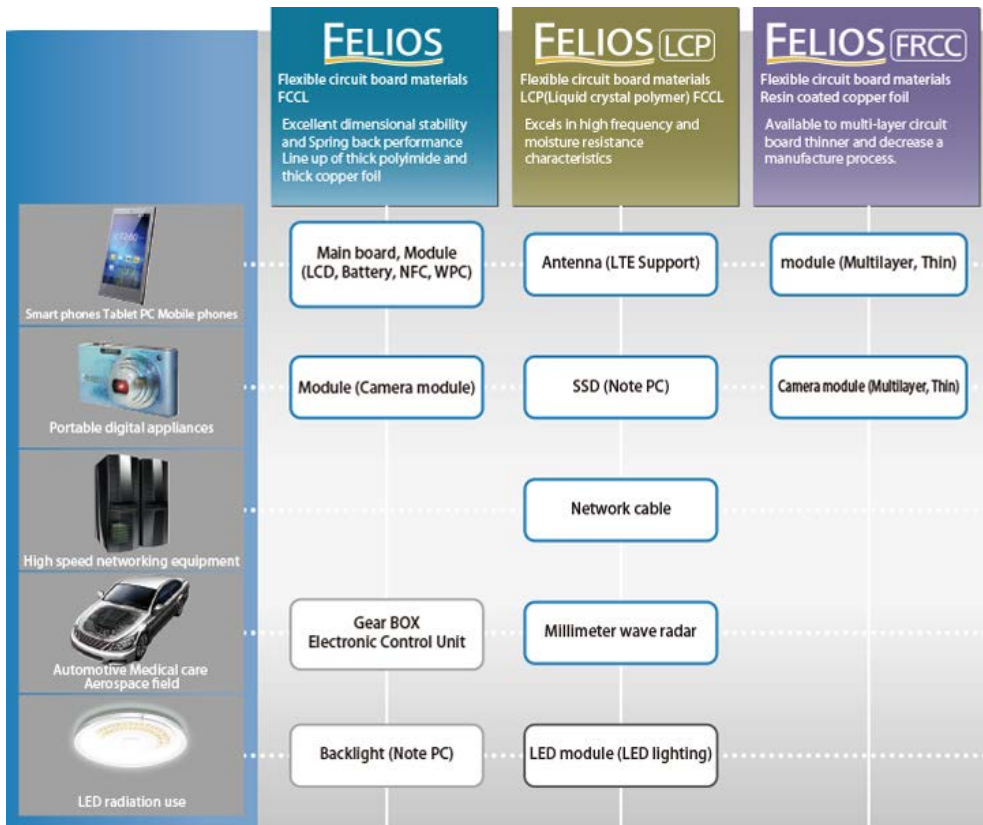 FELIOS
Flexible circuit board materials
FCCL
Excellent dimensional stability
and Spring back performance
Line up of thick polyimide and
thick copper foil
FELIOS LCP
Flexible circuit board materials
LCP(Liquid crystal polymer) FCCL
Excels in high frequency and
moisture resistance
characteristics
FELIOS FRCC
Flexible circuit board materials
Resin coated copper foil
Available to multi-layer circuit
board thinner and decrease a
manufacture process.
Smart phones Tablet PC Mobile phones
Main board, Module
(LCD, Battery, NFC, WPC)
Antenna (LTE Support)
module (Multilayer, Thin)
Portable digital appliances
Module (Camera module)
SSD (Note PC)
Camera module (Multilayer, Thin)
High speed networking equipment
Network cable
Automotive Medical care
Aerospace field
Gear BOX
Electronic Control Unit
Millimeter wave radar
LED radiation use
Backlight (Note PC)
LED module (LED lighting)